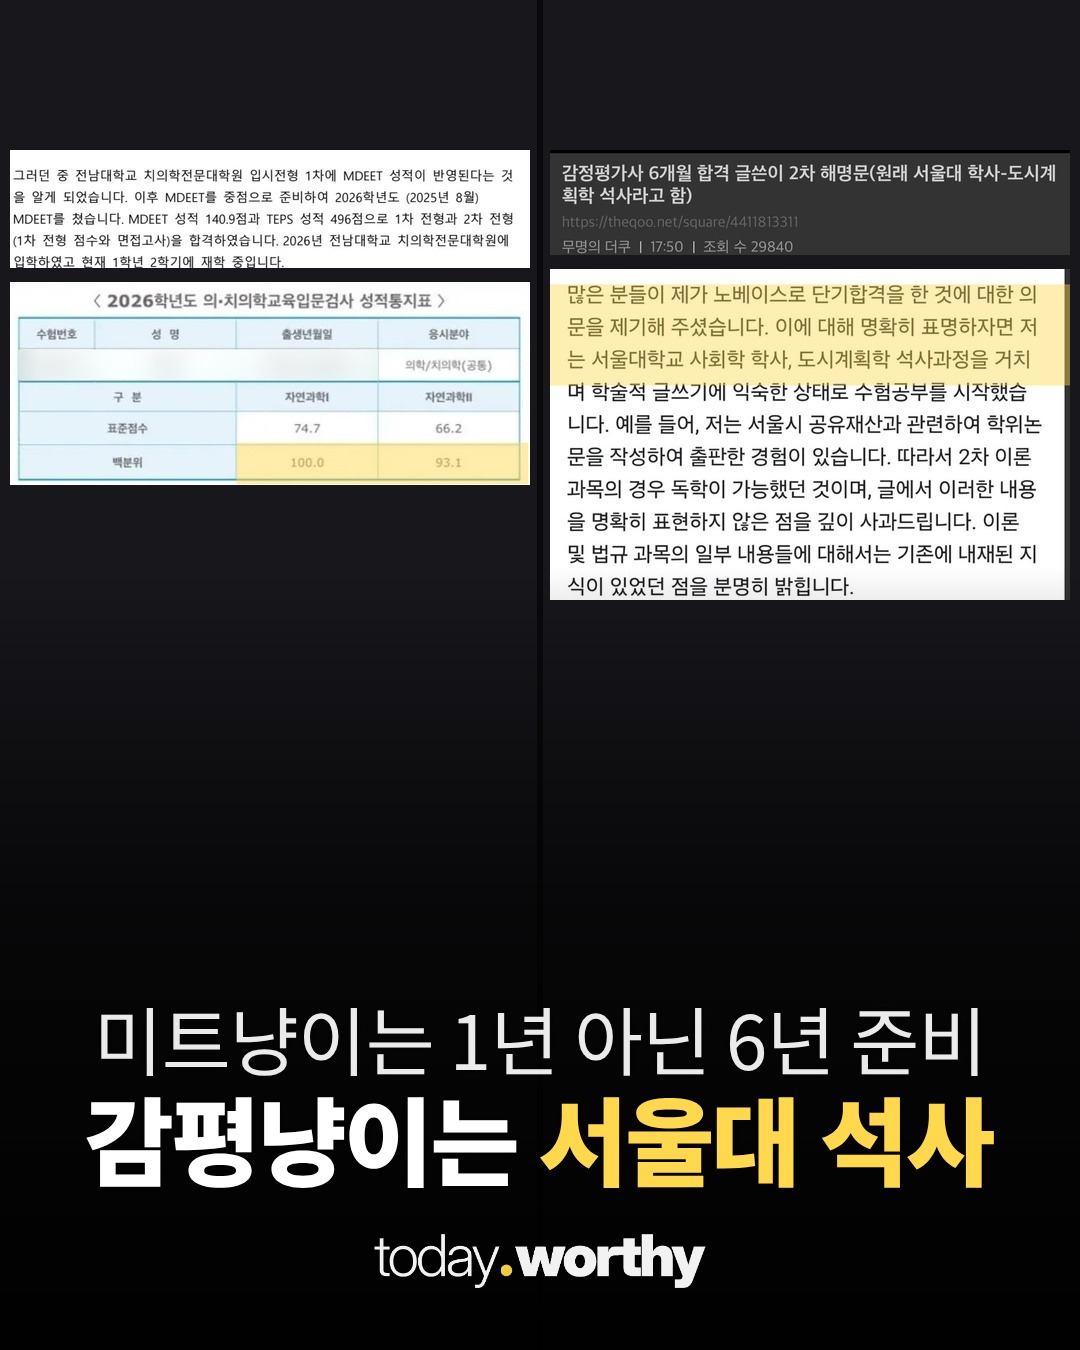 그러던 중 전남대학교 치의학전문대학원 입시전형 1차에 MDEET 성적이 반영된다는 것
을 알게 되었습니다. 이후 MDEET를 중점으로 준비하여 2026학년도 (2025년 8월)
MDEET를 쳤습니다. MDEET 성적 140.9점과 TEPS 성적 496점으로 1차 전형과 2차 전형
(1차 전형 점수와 면접고사)을 합격하였습니다. 2026년 전남대학교 치의학전문대학원에
입학하였고 현재 1학년 2학기에 재학 중입니다.
〈 2026학년도 의·치의학교육입문검사 성적통지표 〉
수험번호 성 명 출생년월일 응시분야
의학/치의학(공통)
구 분 자연과학I 자연과학II
표준점수 74.7 66.2
백분위 100.0 93.1
감정평가사 6개월 합격 글쓴이 2차 해명문(원래 서울대 학사-도시계
획학 석사라고 함)
https://theqoo.net/square/4411813311
무명의 더쿠 | 17:50 | 조회 수 29840
많은 분들이 제가 노베이스로 단기합격을 한 것에 대한 의
문을 제기해 주셨습니다. 이에 대해 명확히 표명하자면 저
는 서울대학교 사회학 학사, 도시계획학 석사과정을 거치
며 학술적 글쓰기에 익숙한 상태로 수험공부를 시작했습
니다. 예를 들어, 저는 서울시 공유재산과 관련하여 학위논
문을 작성하여 출판한 경험이 있습니다. 따라서 2차 이론
과목의 경우 독학이 가능했던 것이며, 글에서 이러한 내용
을 명확히 표현하지 않은 점을 깊이 사과드립니다. 이론
및 법규 과목의 일부 내용들에 대해서는 기존에 내재된 지
식이 있었던 점을 분명히 밝힙니다.
미트냥이는 1년 아닌 6년 준비
감평냥이는 서울대 석사
today.worthy